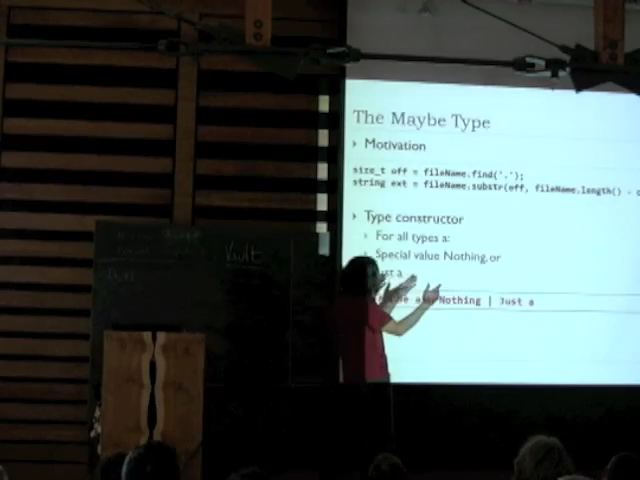 The Maybe Type
Motivation
size_t off = fileName.find('.');
string ext = fileName.substr(off, fileName.length() -
Type constructor
For all types a:
Special value Nothing, or
a
a Nothing | Just a
Vault